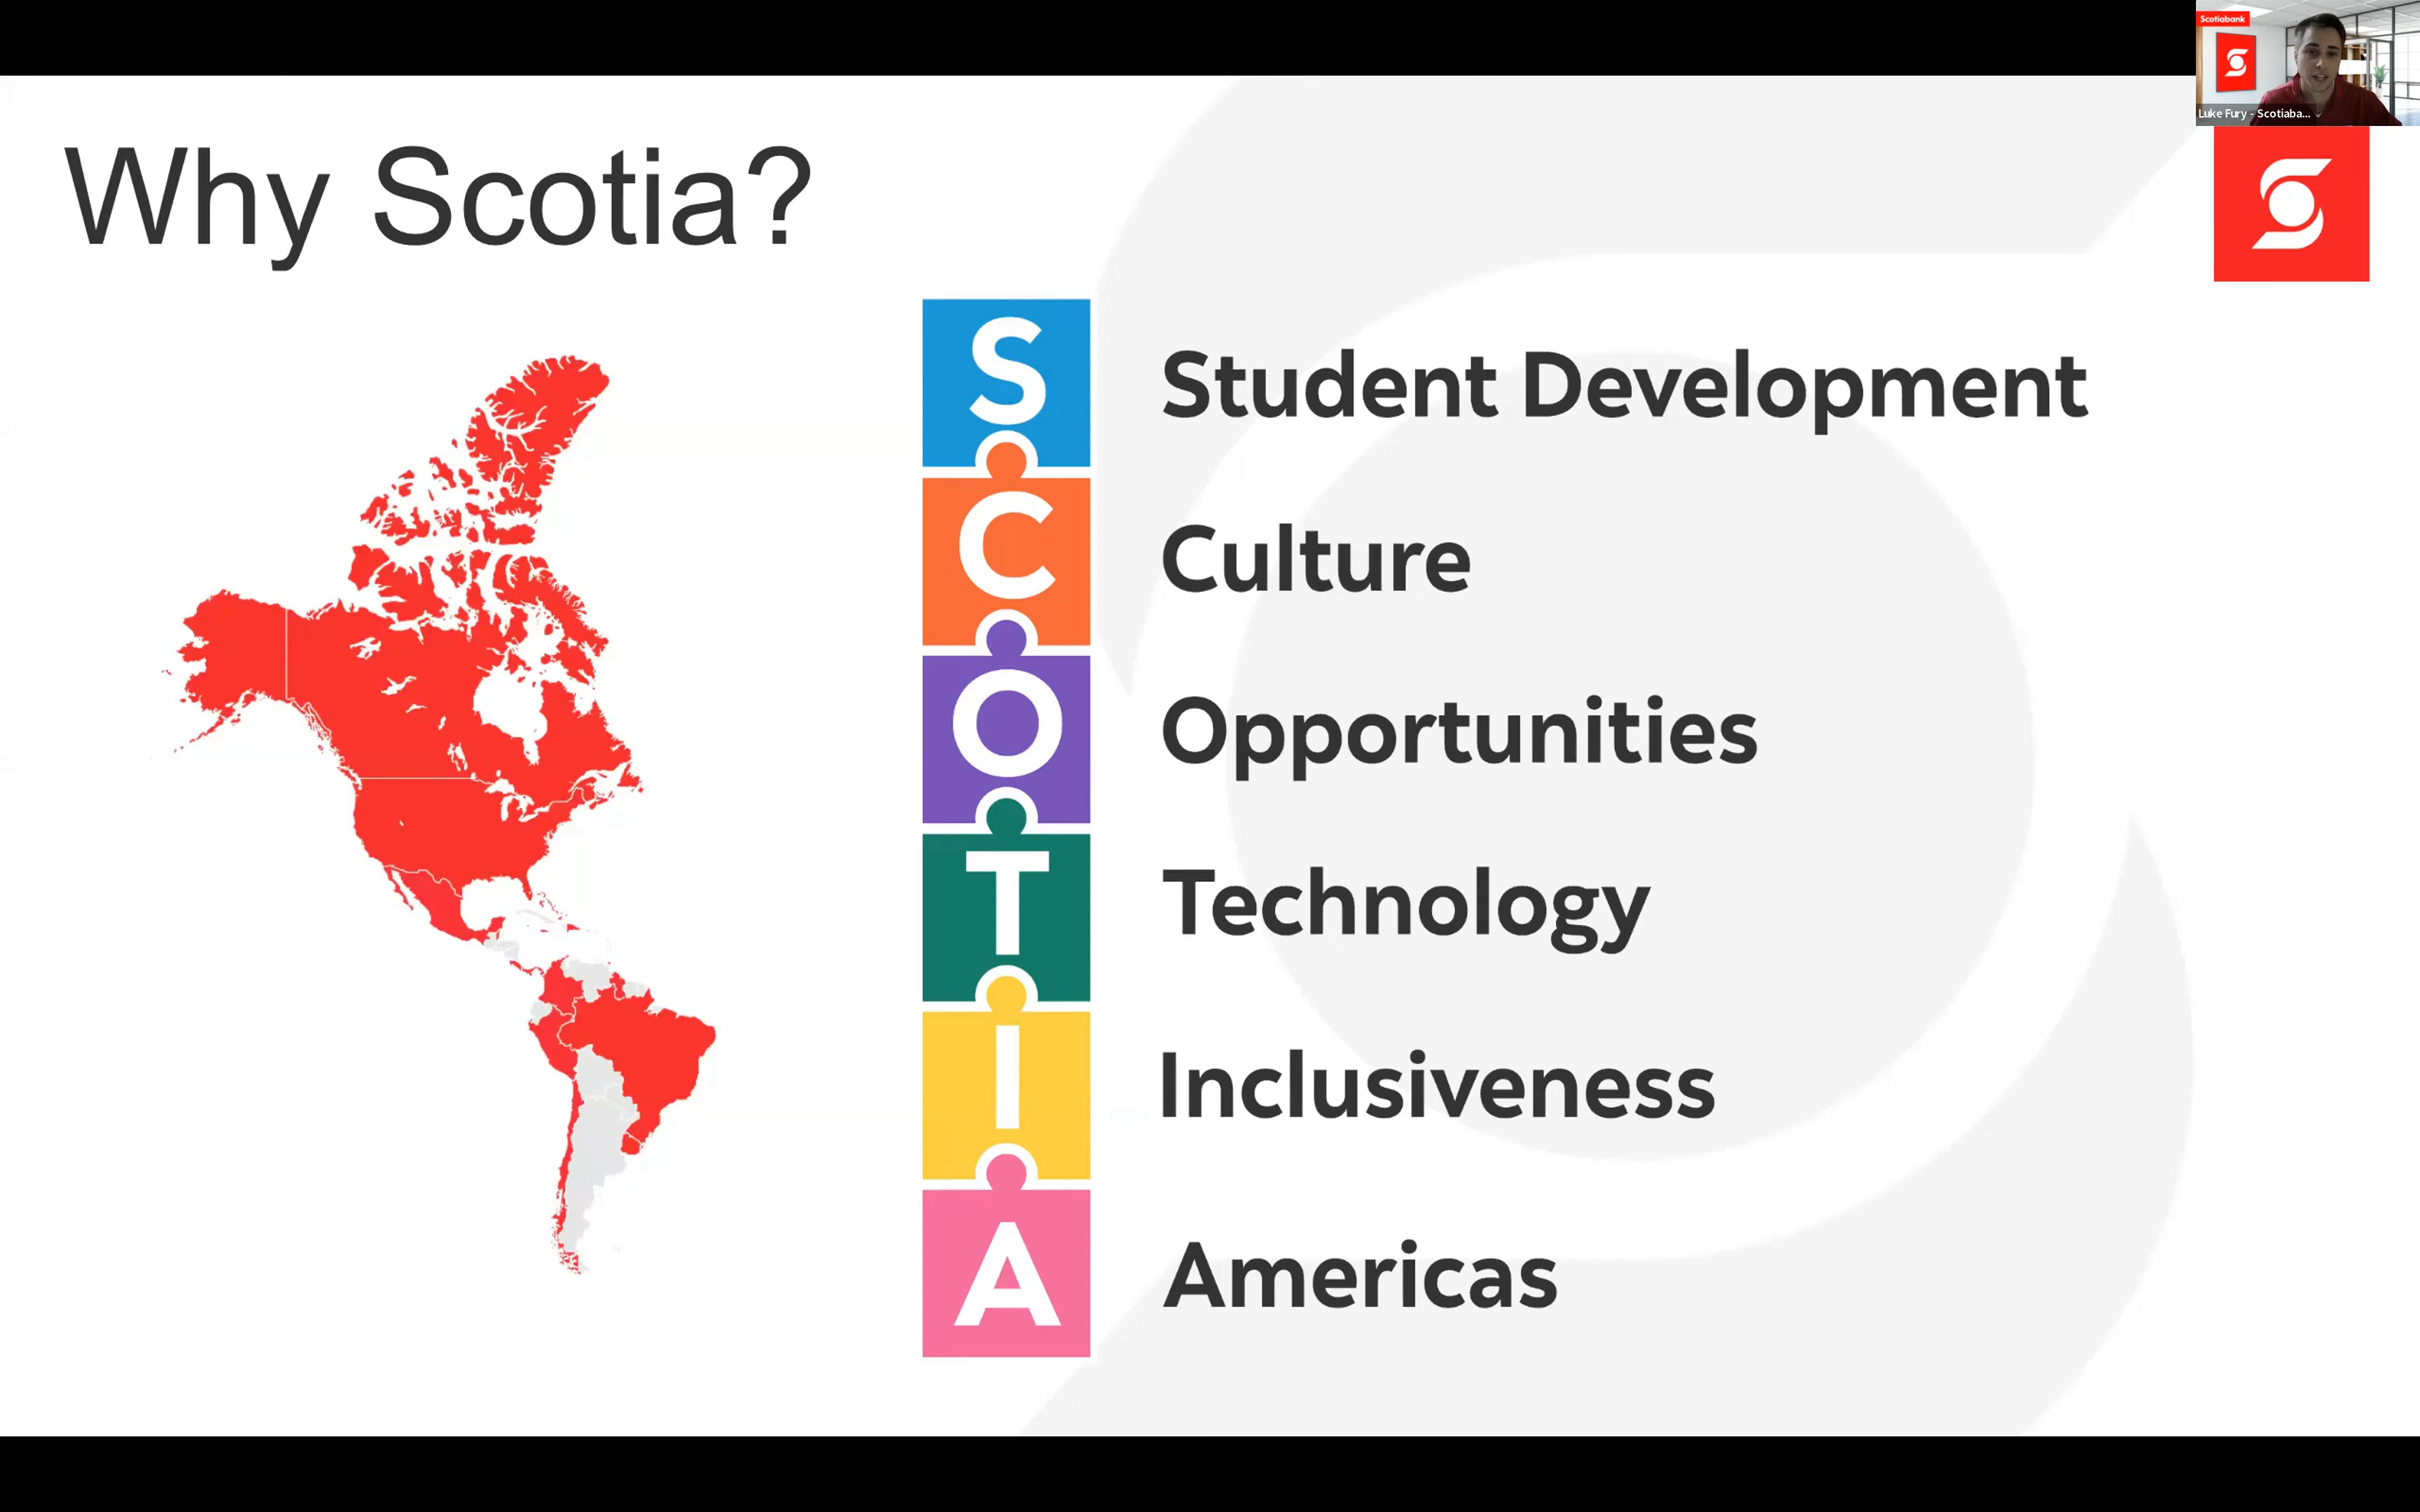 Scotiabank
Luke Fury - Scotiaba...
Why Scotia?
S Student Development
C Culture
O Opportunities
T Technology
I Inclusiveness
A Americas